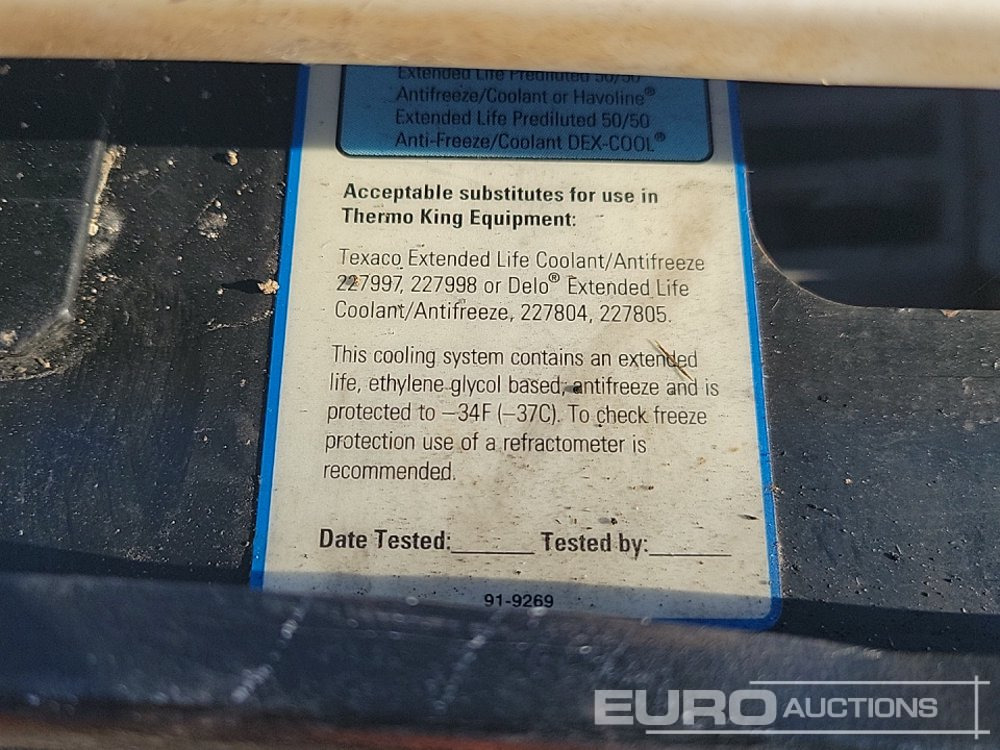 Extended Life Prediluted 50/50
Antifreeze/Coolant or Havoline®
Extended Life Prediluted 50/50
Anti-Freeze/Coolant DEX-COOL®
Acceptable substitutes for use in
Thermo King Equipment:
Texaco Extended Life Coolant/Antifreeze
227997, 227998 or Delo® Extended Life
Coolant/Antifreeze, 227804, 227805.
This cooling system contains an extended
life, ethylene glycol based, antifreeze and is
protected to –34F (–37C). To check freeze
protection use of a refractometer is
recommended.
Date Tested:______ Tested by:______
91-9269
EURO AUCTIONS